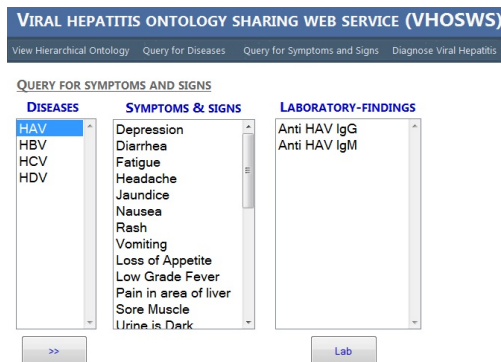 VIRAL HEPATITIS ONTOLOGY SHARING WEB SERVICE (VHOSWS)
View Hierarchical Ontology Query for Diseases Query for Symptoms and Signs Diagnose Viral Hepatitis
QUERY FOR SYMPTOMS AND SIGNS
DISEASES
HAV
HBV
HCV
HDV
>>
SYMPTOMS & SIGNS
Depression
Diarrhea
Fatigue
Headache
Jaundice
Nausea
Rash
Vomiting
Loss of Appetite
Low Grade Fever
Pain in area of liver
Sore Muscle
Urine is Dark
LABORATORY-FINDINGS
Anti HAV IgG
Anti HAV IgM
Lab